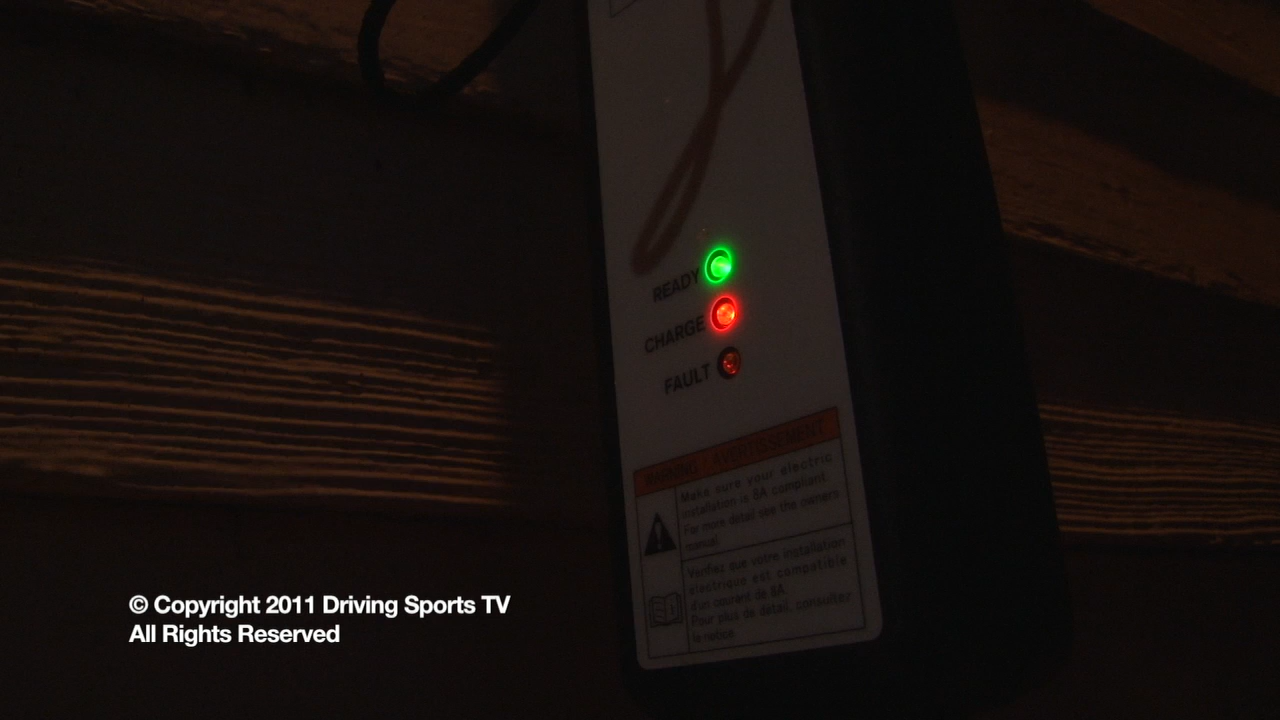 READY
CHARGE
FAULT
WARNING / AVERTISSEMENT
Make sure your electric
installation is 8A compliant.
For more detail see the owners
manual.
Verifiez que votre installation
electrique est compatible
d'un courant de 8A.
Pour plus de detail, consultez
la notice.
© Copyright 2011 Driving Sports TV
All Rights Reserved